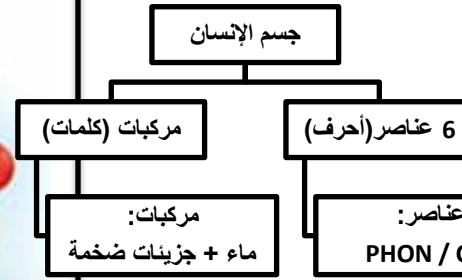 جسم الإنسان
6 عناصر(أحرف)
مركبات (كلمات)
عناصر:
PHON / C
مركبات:
ماء + جزيئات ضخمة